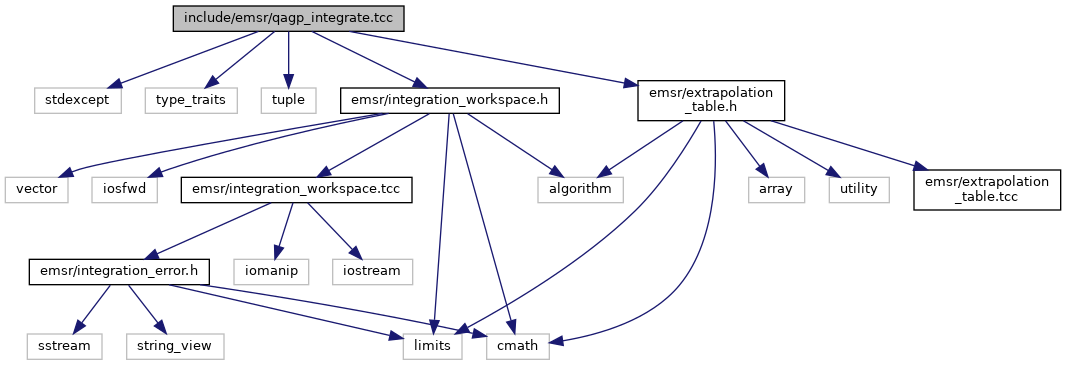 include/emsr/qagp_integrate.tcc
stdexcept
type_traits
tuple
emsr/integration_workspace.h
emsr/extrapolation
_table.h
vector
iosfwd
emsr/integration_workspace.tcc
algorithm
array
utility
emsr/extrapolation
_table.tcc
emsr/integration_error.h
iomanip
iostream
sstream
string_view
limits
cmath